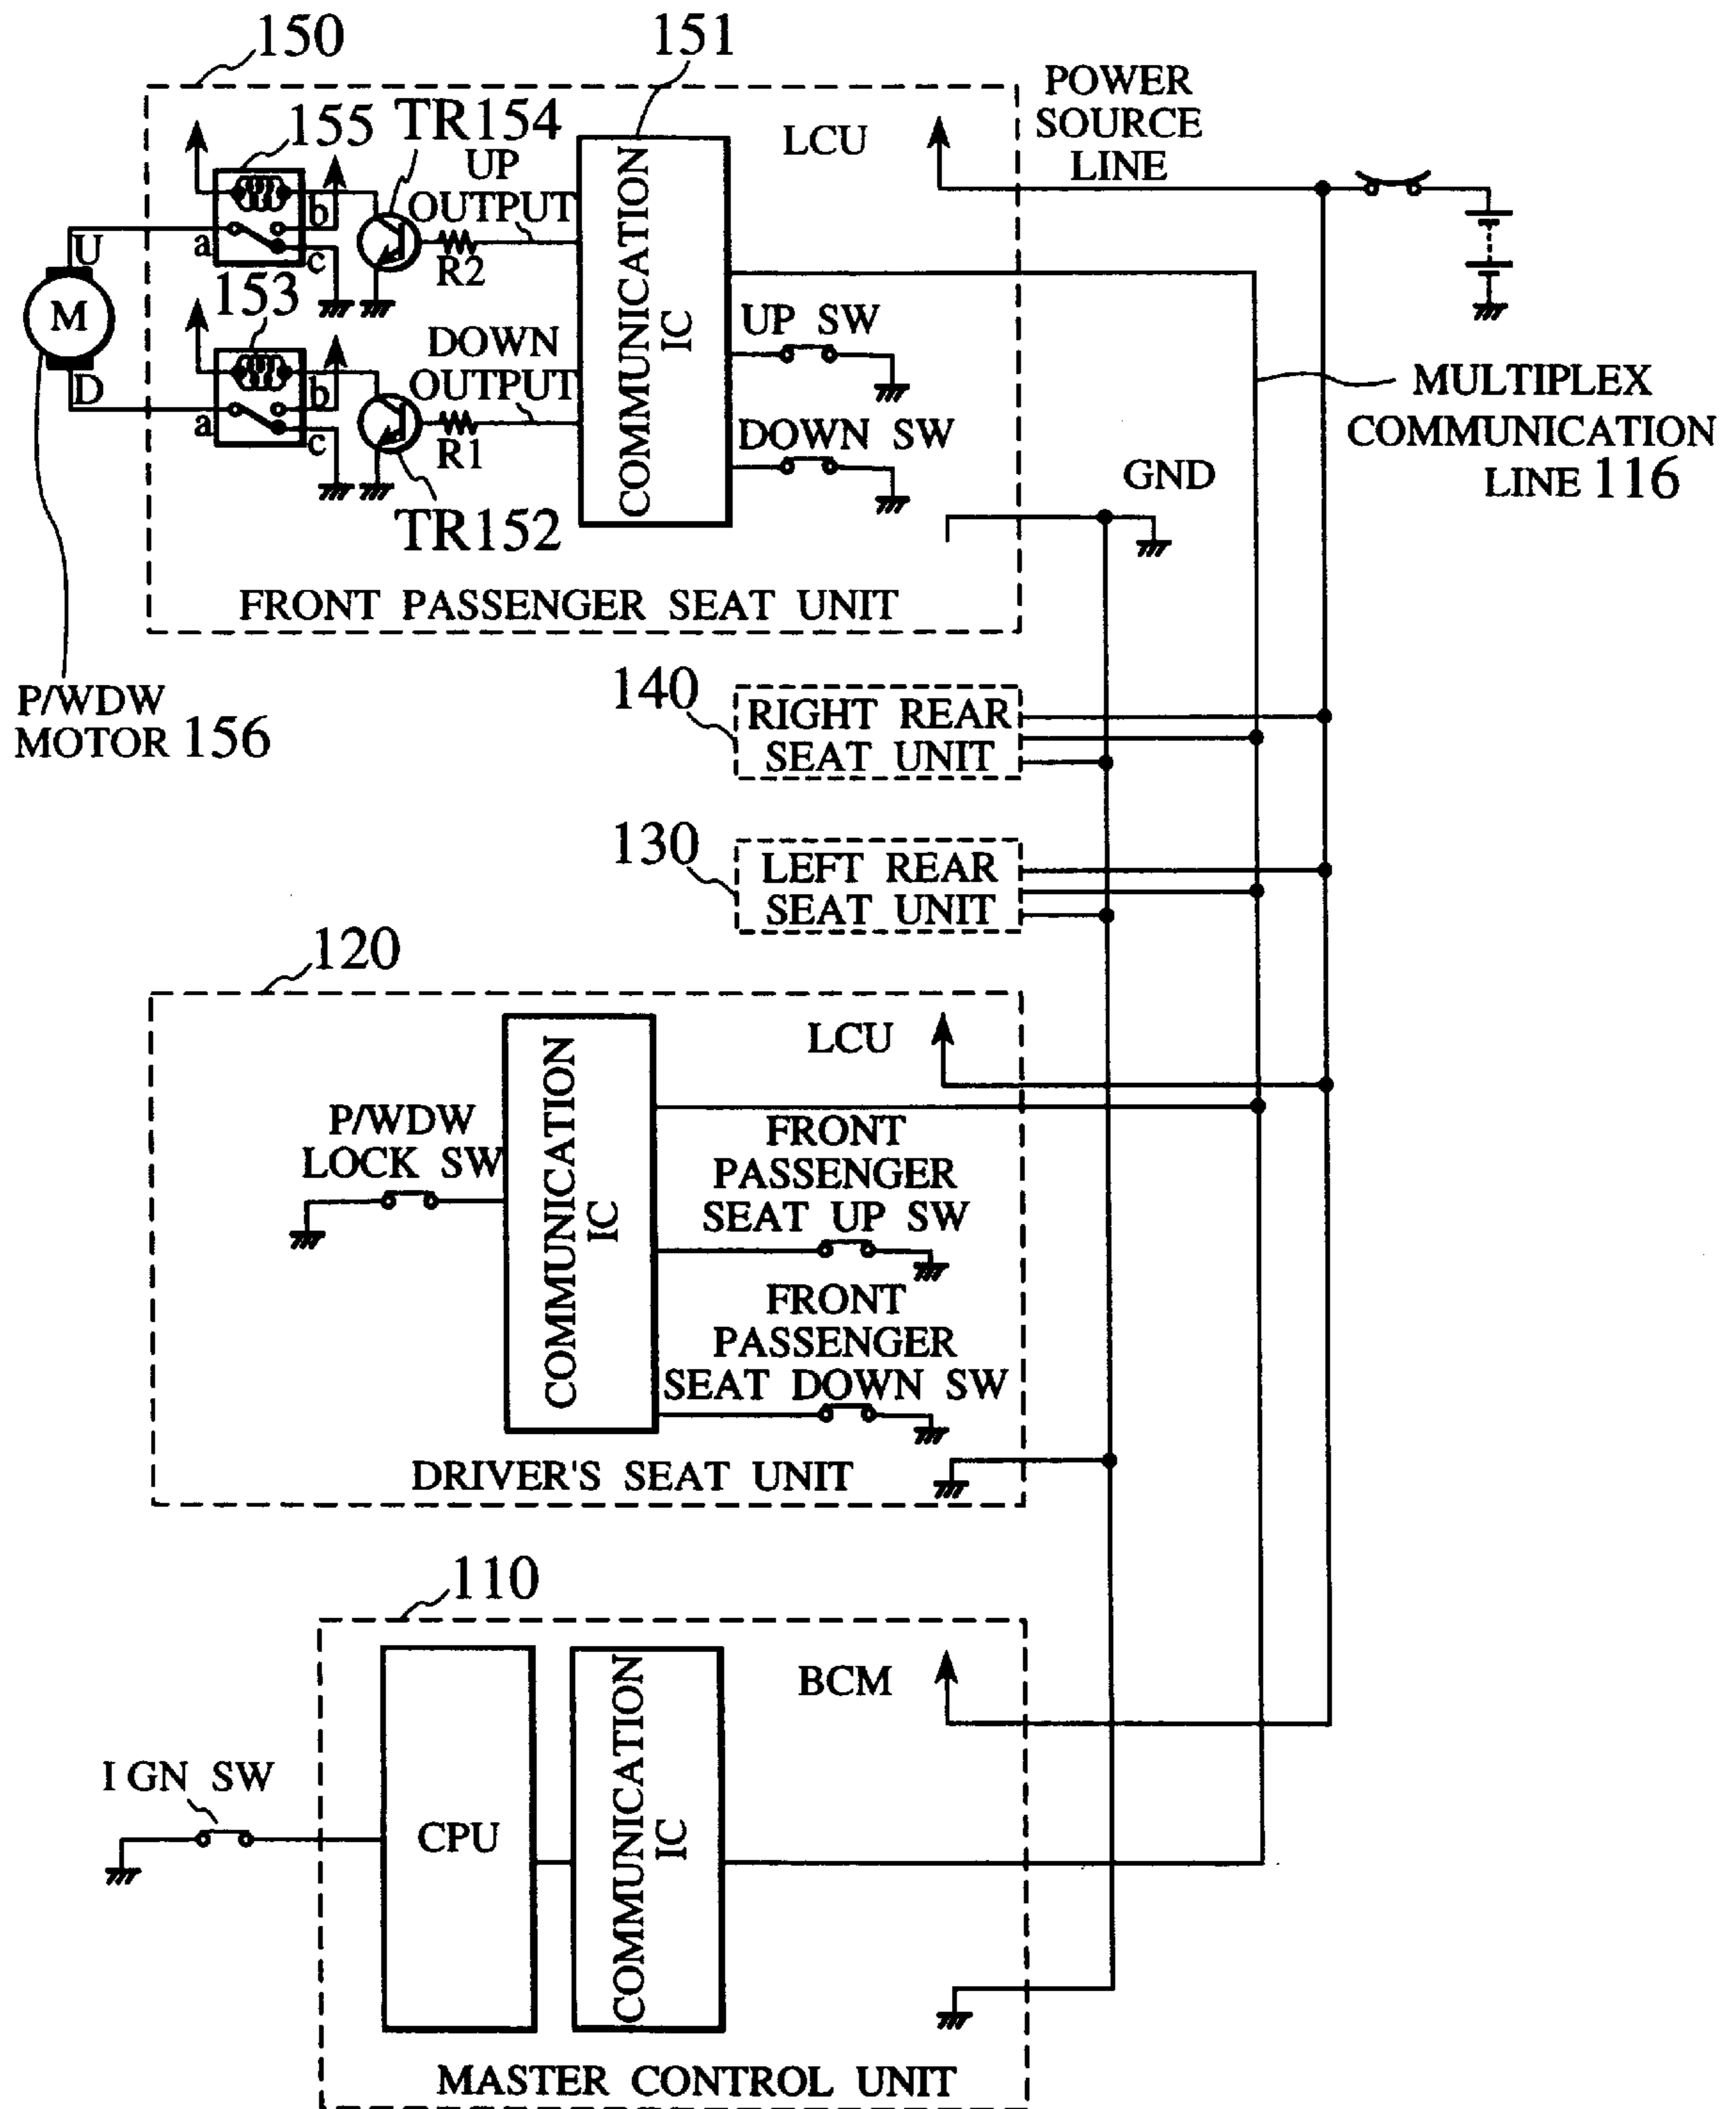 150
151
POWER
SOURCE
LINE
155
TR154
LCU
UP
OUTPUT
b
a
c
U
R2
COMMUNICATION
IC
153
M
UP SW
DOWN
OUTPUT
MULTIPLEX
COMMUNICATION
LINE 116
D
b
a
c
R1
DOWN SW
GND
TR152
FRONT PASSENGER SEAT UNIT
P/WDW
MOTOR 156
140
RIGHT REAR
SEAT UNIT
130
LEFT REAR
SEAT UNIT
120
LCU
COMMUNICATION
IC
P/WDW
LOCK SW
FRONT
PASSENGER
SEAT UP SW
FRONT
PASSENGER
SEAT DOWN SW
DRIVER'S SEAT UNIT
110
BCM
I GN SW
CPU
COMMUNICATION
IC
MASTER CONTROL UNIT